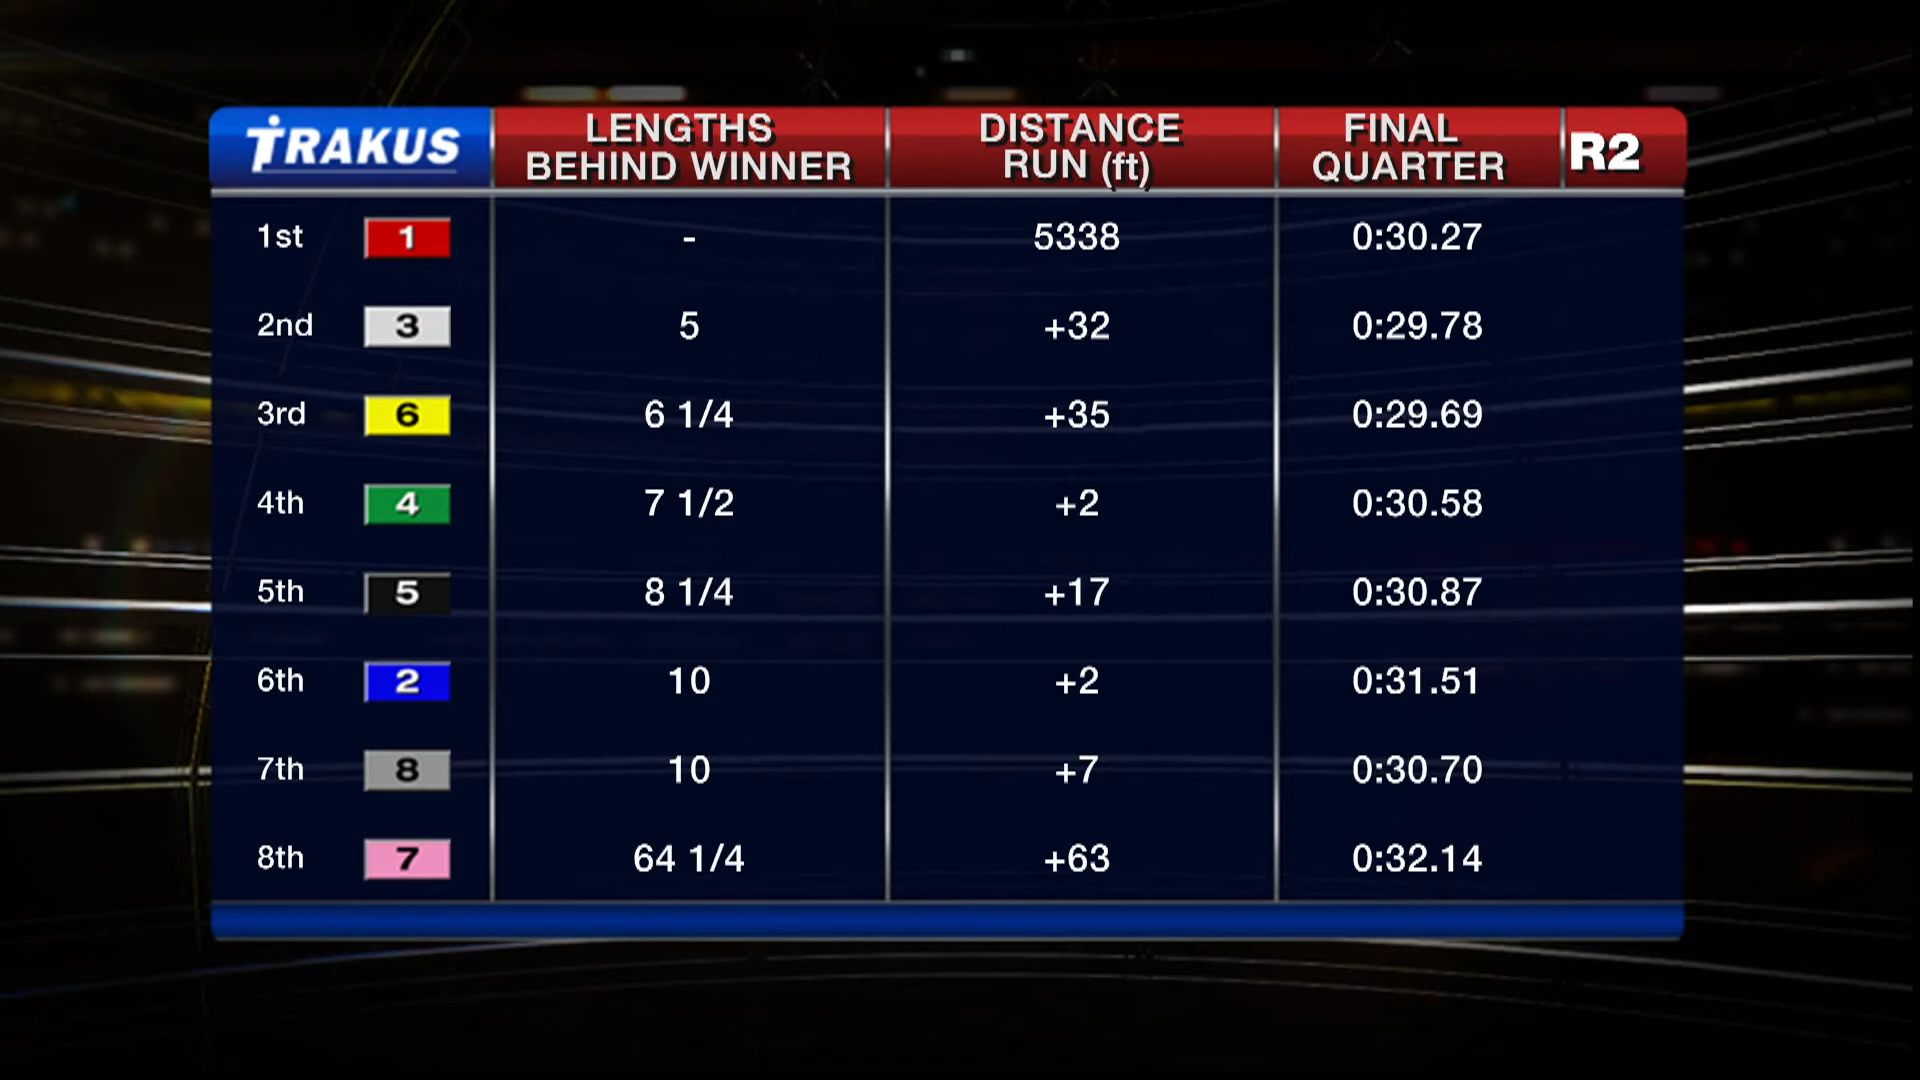 TRAKUS
LENGTHS
BEHIND WINNER
DISTANCE
RUN (ft)
FINAL
QUARTER
R2
1st 1 - 5338 0:30.27
2nd 3 5 +32 0:29.78
3rd 6 6 1/4 +35 0:29.69
4th 4 7 1/2 +2 0:30.58
5th 5 8 1/4 +17 0:30.87
6th 2 10 +2 0:31.51
7th 8 10 +7 0:30.70
8th 7 64 1/4 +63 0:32.14